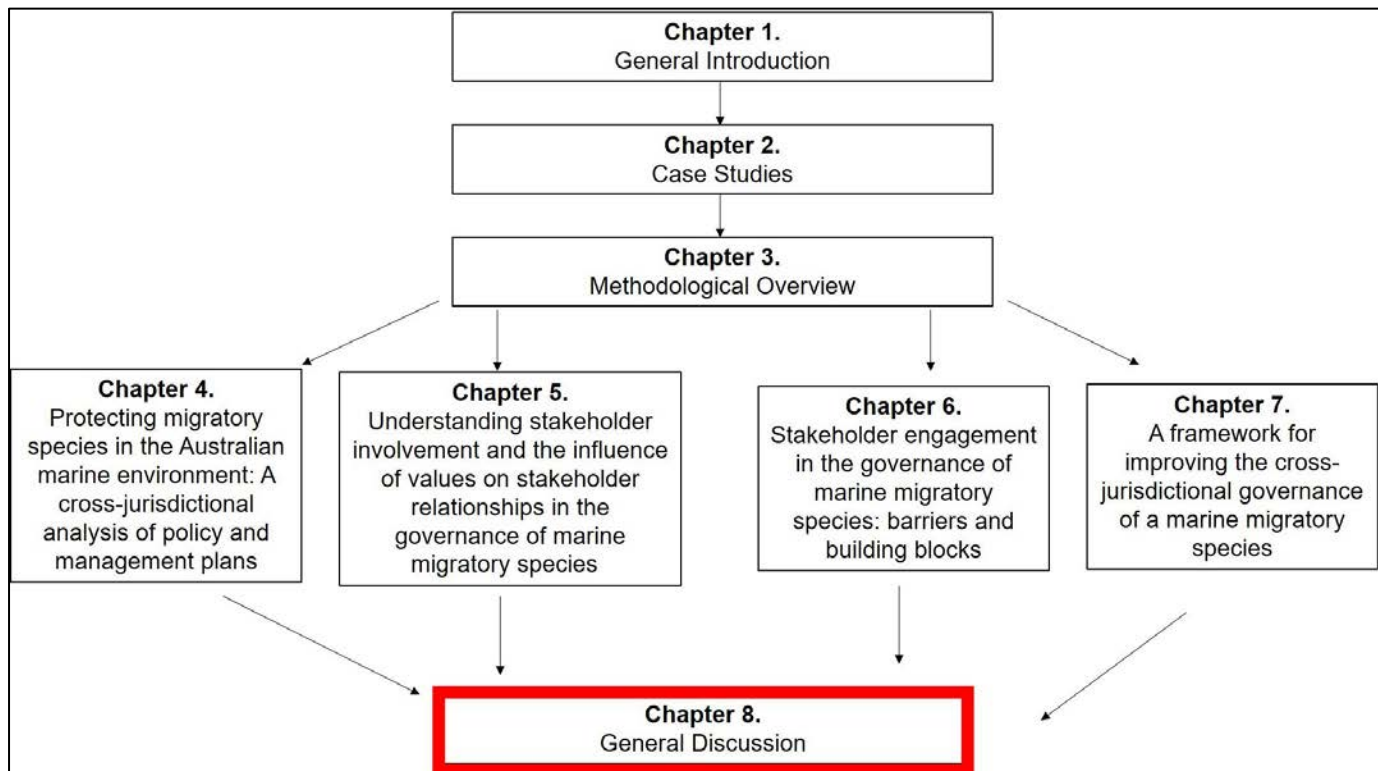 Chapter 1.
General Introduction
Chapter 2.
Case Studies
Chapter 3.
Methodological Overview
Chapter 4.
Protecting migratory
species in the Australian
marine environment: A
cross-jurisdictional
analysis of policy and
management plans
Chapter 5.
Understanding stakeholder
involvement and the influence
of values on stakeholder
relationships in the
governance of marine
migratory species
Chapter 6.
Stakeholder engagement
in the governance of
marine migratory
species: barriers and
building blocks
Chapter 7.
A framework for
improving the cross-
jurisdictional governance
of a marine migratory
species
Chapter 8.
General Discussion